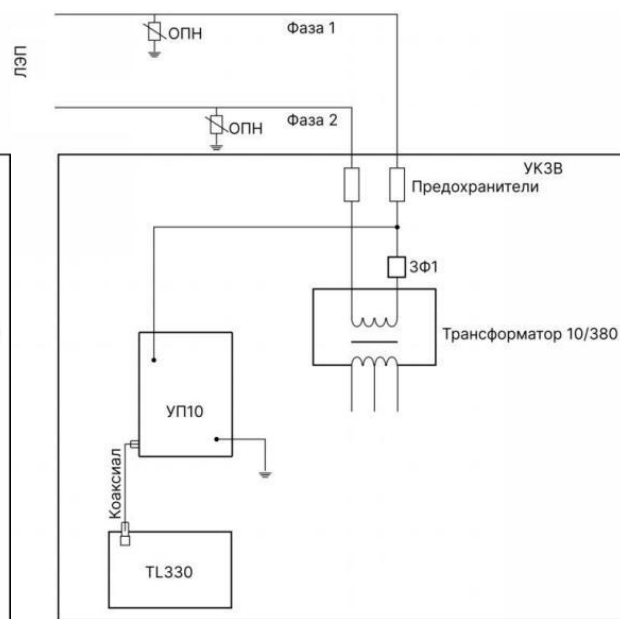 ЛЭП
ОПН
Фаза 1
ОПН
Фаза 2
УКЗВ
Предохранители
ЗФ1
Трансформатор 10/380
УП10
Коаксиал
TL330